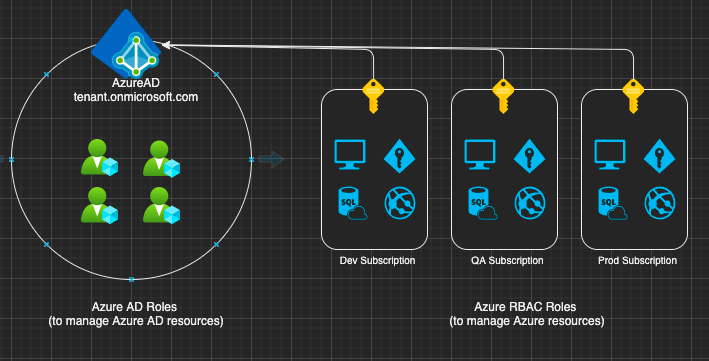 AzureAD
tenant.onmicrosoft.com
SQL
SQL
SQL
Dev Subscription
QA Subscription
Prod Subscription
Azure AD Roles
(to manage Azure AD resources)
Azure RBAC Roles
(to manage Azure resources)